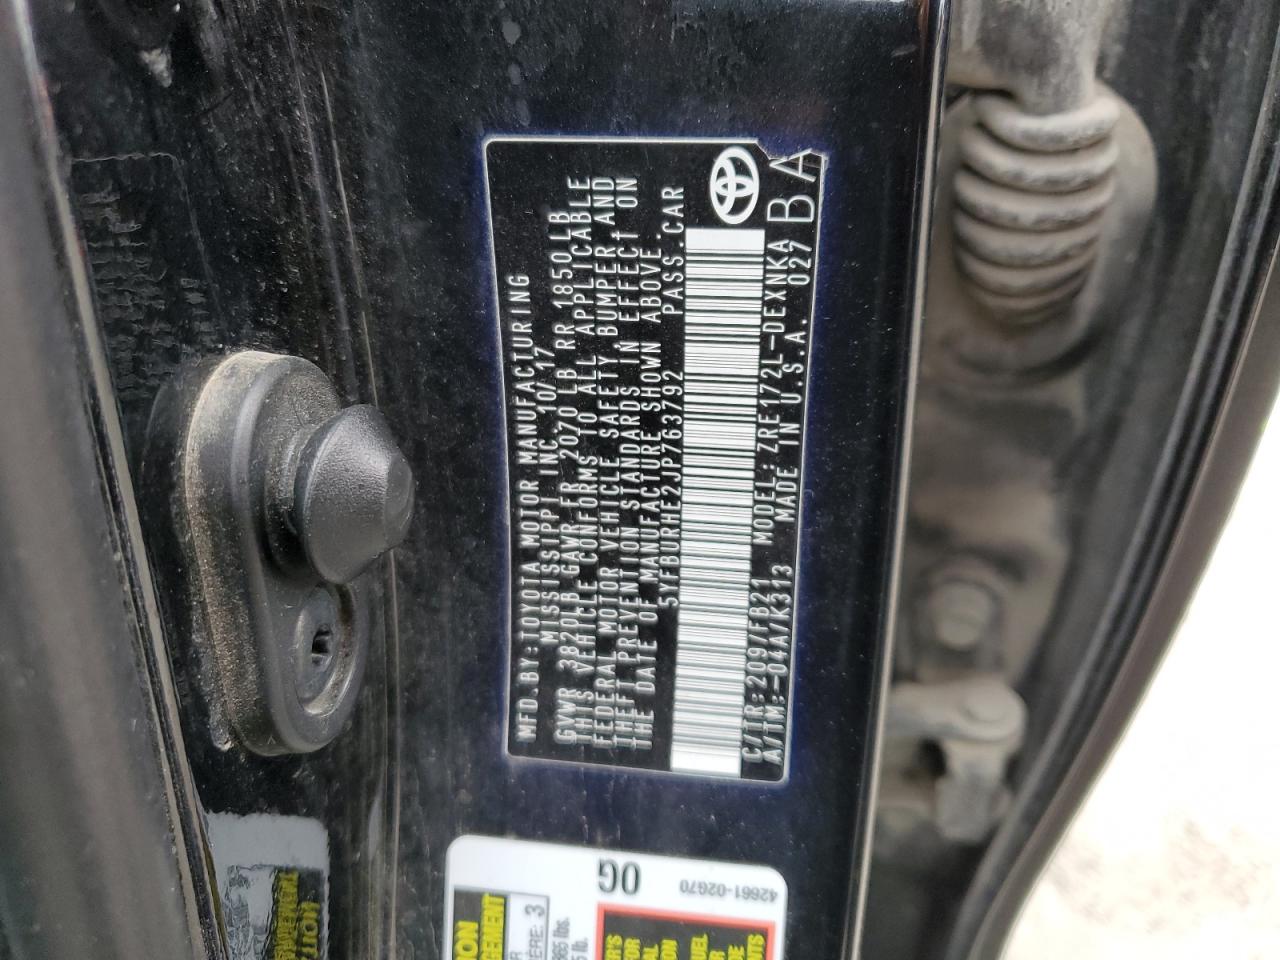 MFD.BY:TOYOTA MOTOR MANUFACTURING
MISSISSIPPI INC. 10/17
GVWR 3820LB GAWR FR 2070 LB RR 1850LB
THIS VEHICLE CONFORMS TO ALL APPLICABLE
FEDERAL MOTOR VEHICLE SAFETY BUMPER AND
THEFT PREVENTION STANDARDS IN EFFECT ON
THE DATE OF MANUFACTURE SHOWN ABOVE.
5YFBURHE2JP763792 PASS.CAR
C/TR:209/FB21 MODEL:ZRE172L-DEXNKA
A/TM:-04A/K313 MADE IN U.S.A. 027
BA
0G
42661-02G70
3